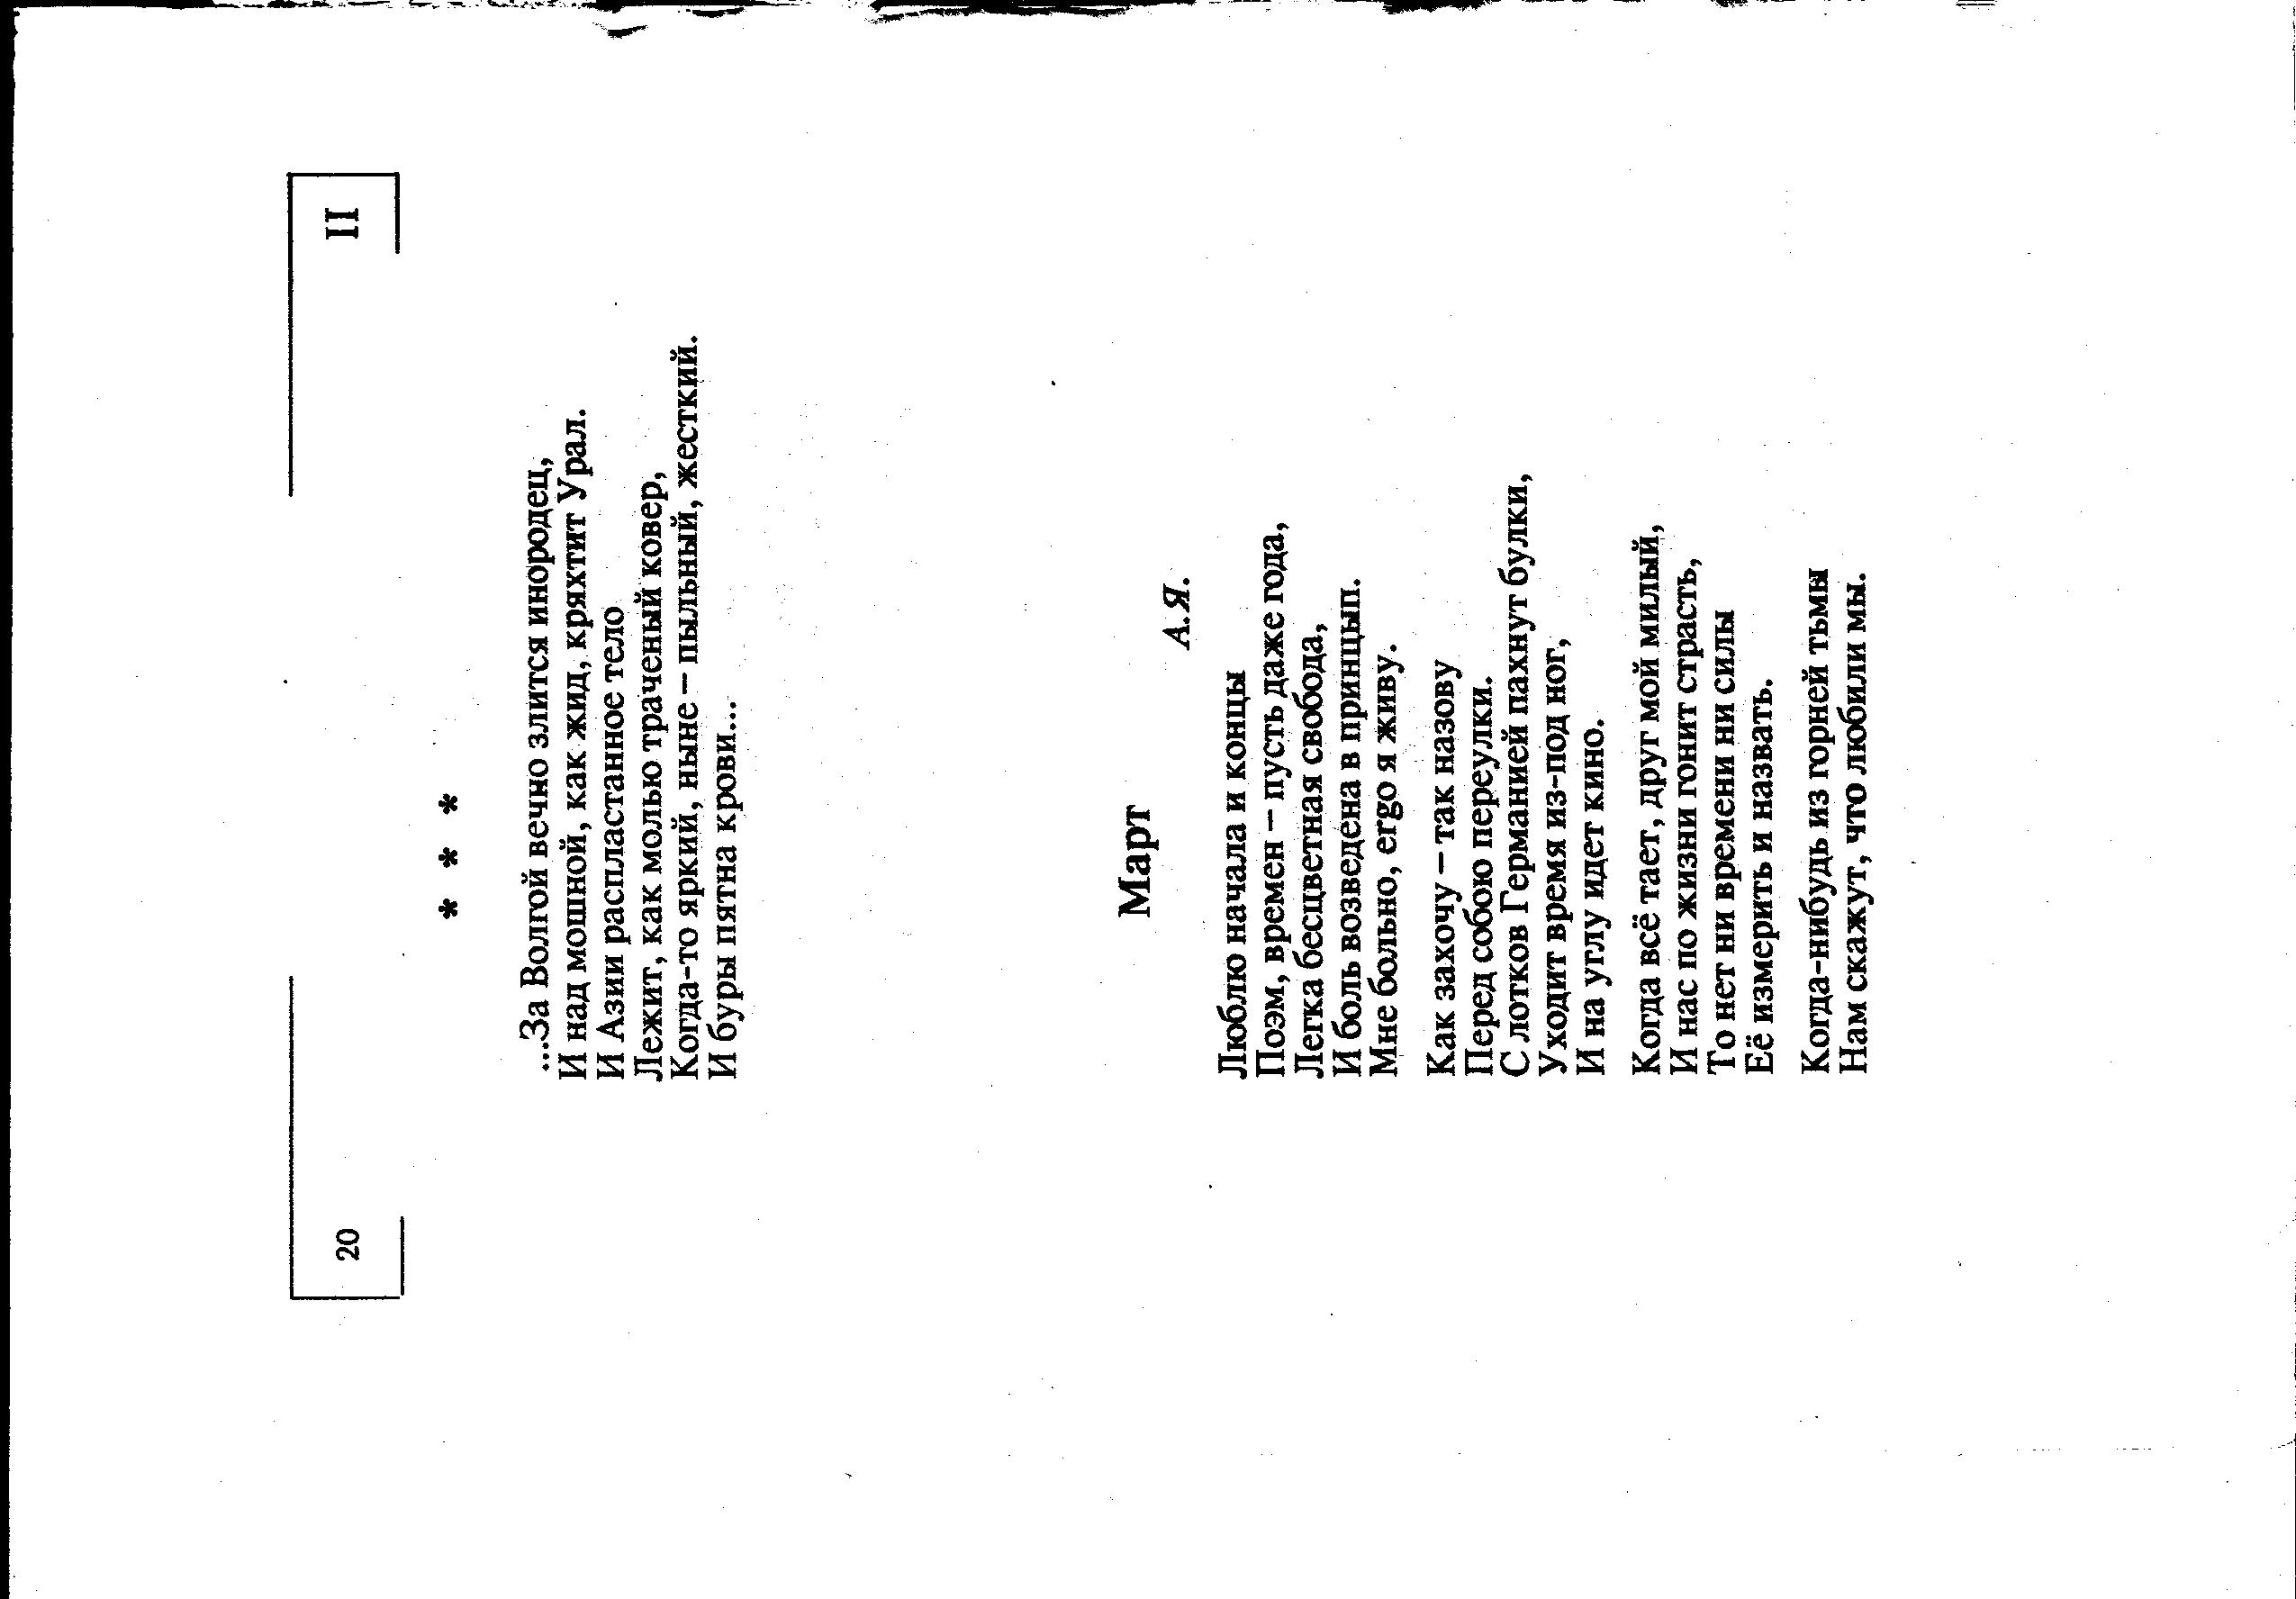 20
II
* * *
...За Волгой вечно злится инородец,
И над мошной, как жид, кряхтит Урал.
И Азии распластанное тело
Лежит, как молью траченый ковер,
Когда-то яркий, ныне – пыльный, жесткий.
И буры пятна крови...
Март
А.Я.
Люблю начала и концы
Поэм, времен – пусть даже года,
Легка бесцветная свобода,
И боль возведена в принцып.
Мне больно, ergo я живу.
Как захочу – так назову
Перед собою переулки.
С лотков Германией пахнут булки,
Уходит время из-под ног,
И на углу идет кино.
Когда всё тает, друг мой милый,
И нас по жизни гонит страсть,
То нет ни времени ни силы
Её измерить и назвать.
Когда-нибудь из горней тьмы
Нам скажут, что любили мы.